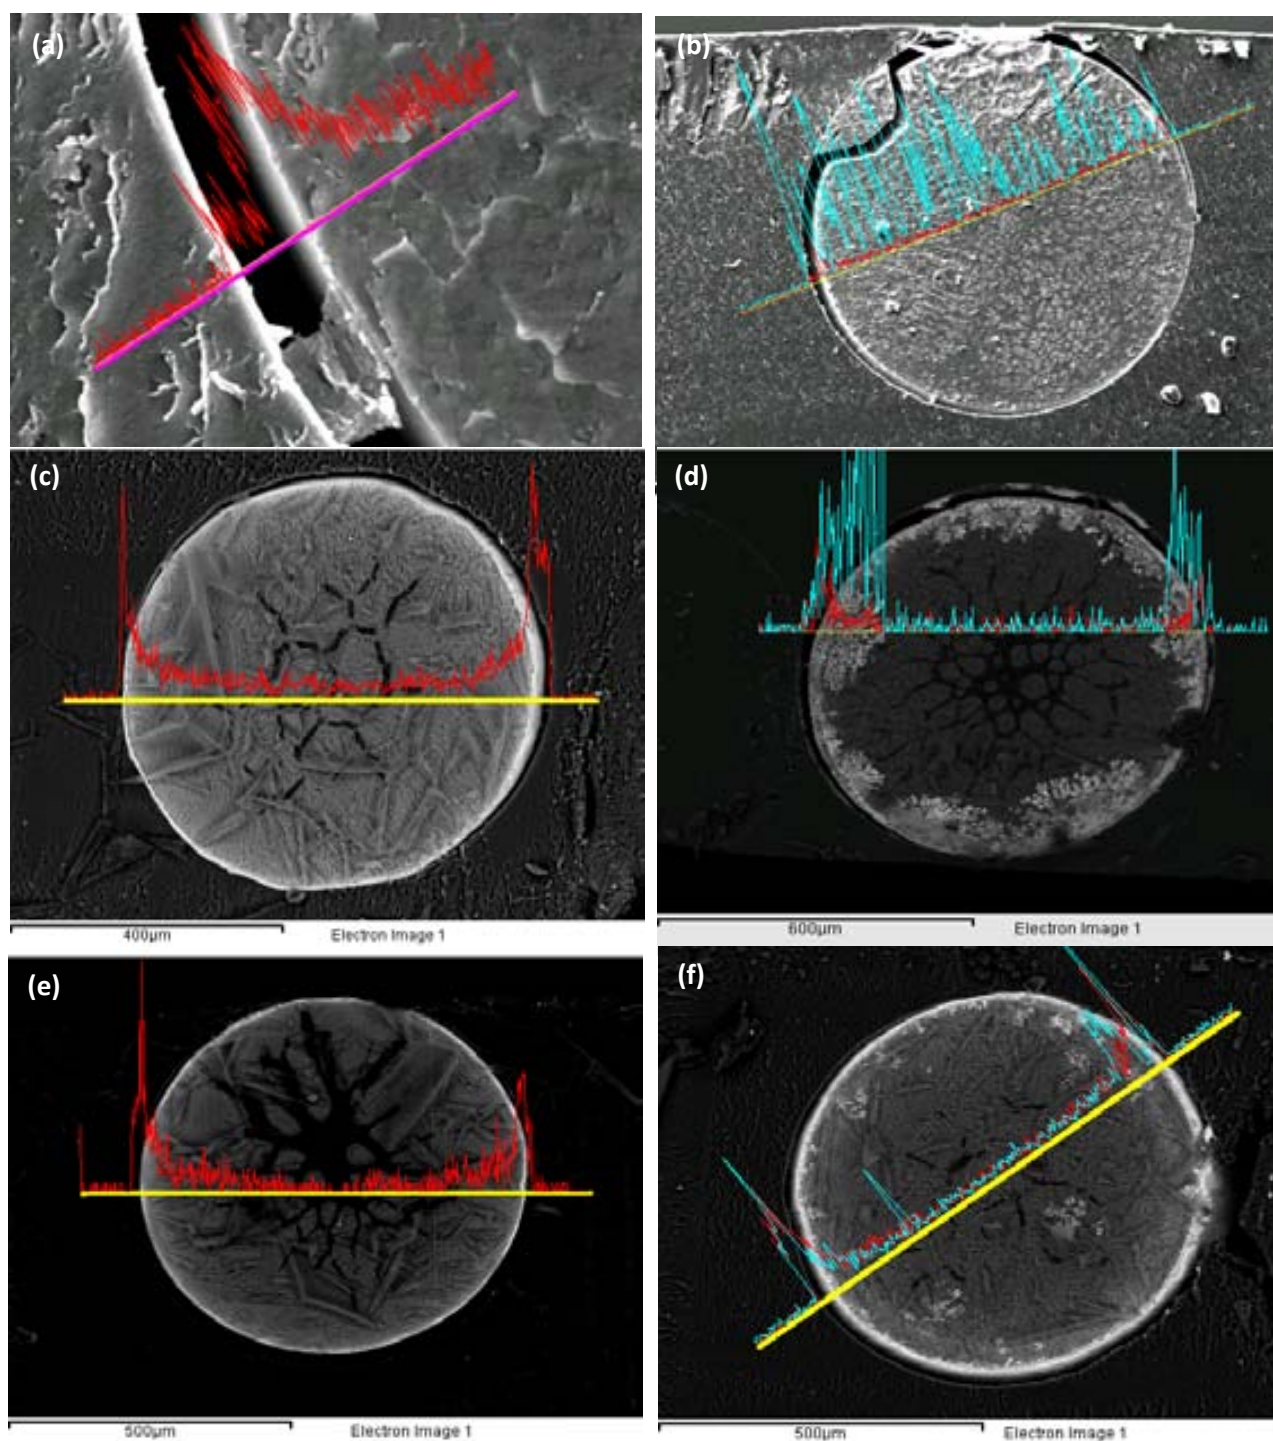 (a)
(b)
(c)
(d)
400µm
Electron Image 1
600µm
Electron Image 1
(e)
(f)
500µm
Electron Image 1
500µm
Electron Image 1